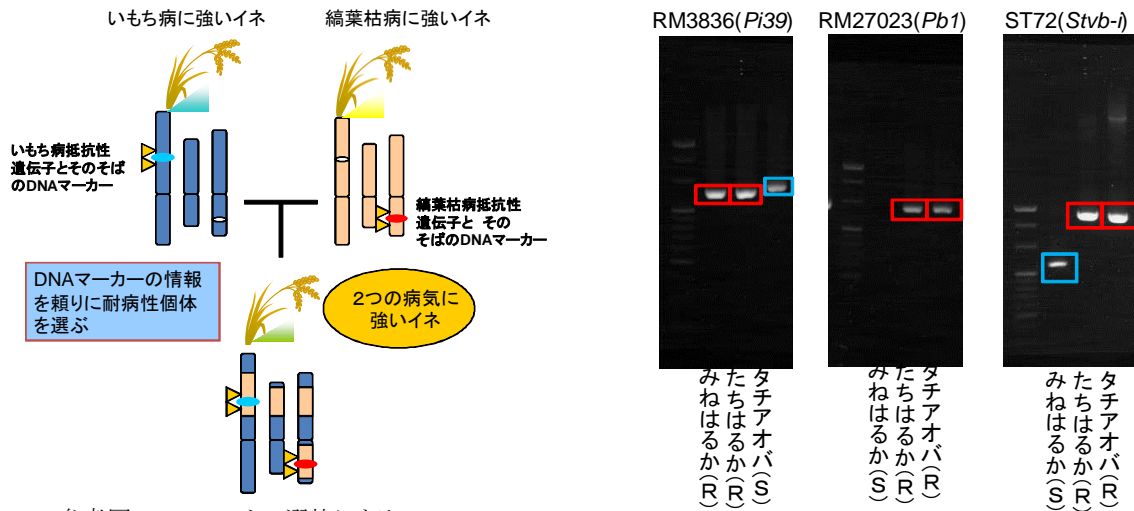 いもち病に強いイネ
縞葉枯病に強いイネ
いもち病抵抗性
遺伝子とそのそば
のDNAマーカー
縞葉枯病抵抗性
遺伝子と その
そばのDNAマーカー
DNAマーカーの情報
を頼りに耐病性個体
を選ぶ
2つの病気に
強いイネ
RM3836(Pi39)
RM27023(Pb1)
ST72(Stvb-i)
みねはるか(R)
たちはるか(R)
タチアオバ(S)
みねはるか(S)
たちはるか(R)
タチアオバ(R)
みねはるか(S)
たちはるか(R)
タチアオバ(R)